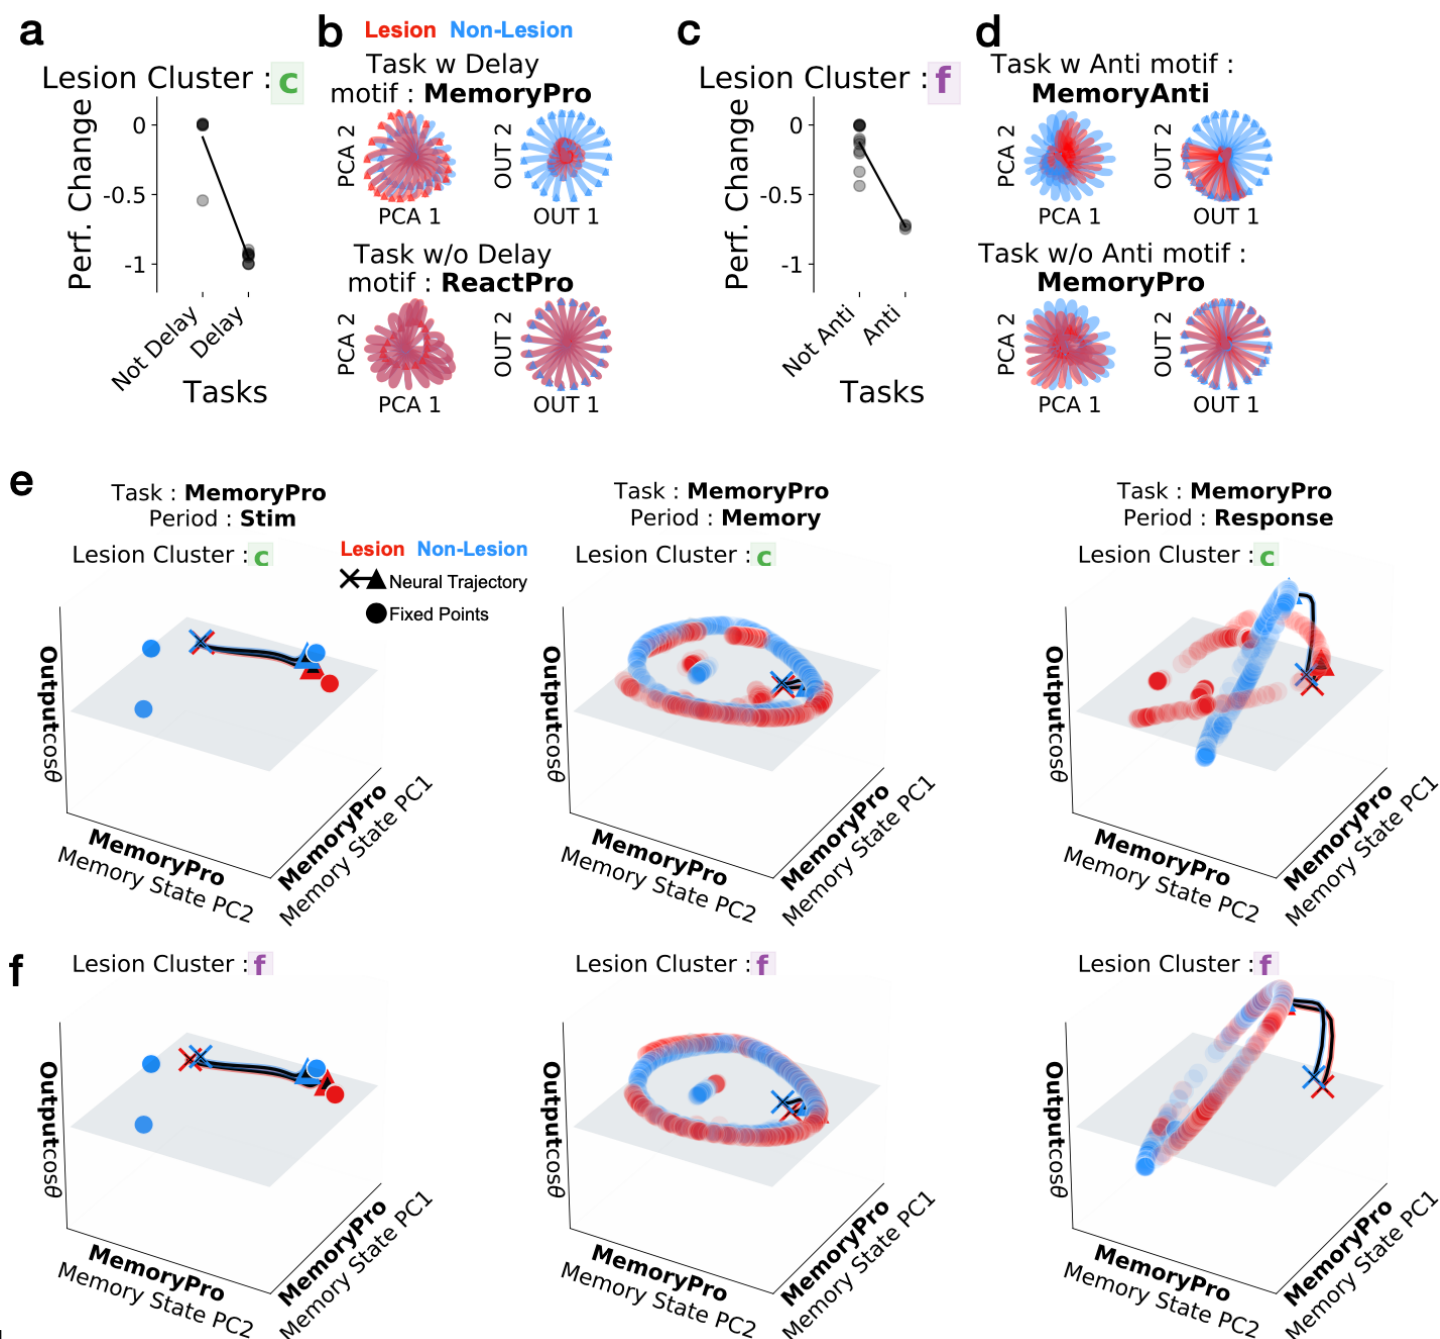 a
Lesion Cluster : c
Perf. Change
0
-0.5
-1
Not Delay
Delay
Tasks
b
Lesion Non-Lesion
Task w Delay
motif : MemoryPro
PCA 2
PCA 1
OUT 2
OUT 1
Task w/o Delay
motif : ReactPro
PCA 2
PCA 1
OUT 2
OUT 1
c
Lesion Cluster : f
Perf. Change
0
-0.5
-1
Not Anti
Anti
Tasks
d
Task w Anti motif :
MemoryAnti
PCA 2
PCA 1
OUT 2
OUT 1
Task w/o Anti motif :
MemoryPro
PCA 2
PCA 1
OUT 2
OUT 1
e
Task : MemoryPro
Period : Stim
Lesion Cluster : c
Lesion Non-Lesion
Neural Trajectory
Fixed Points
Outputcosθ
MemoryPro
Memory State PC2
MemoryPro
Memory State PC1
Task : MemoryPro
Period : Memory
Lesion Cluster : c
Outputcosθ
MemoryPro
Memory State PC2
MemoryPro
Memory State PC1
Task : MemoryPro
Period : Response
Lesion Cluster : c
Outputcosθ
MemoryPro
Memory State PC2
MemoryPro
Memory State PC1
f
Lesion Cluster : f
Outputcosθ
MemoryPro
Memory State PC2
MemoryPro
Memory State PC1
Lesion Cluster : f
Outputcosθ
MemoryPro
Memory State PC2
MemoryPro
Memory State PC1
Lesion Cluster : f
Outputcosθ
MemoryPro
Memory State PC2
MemoryPro
Memory State PC1